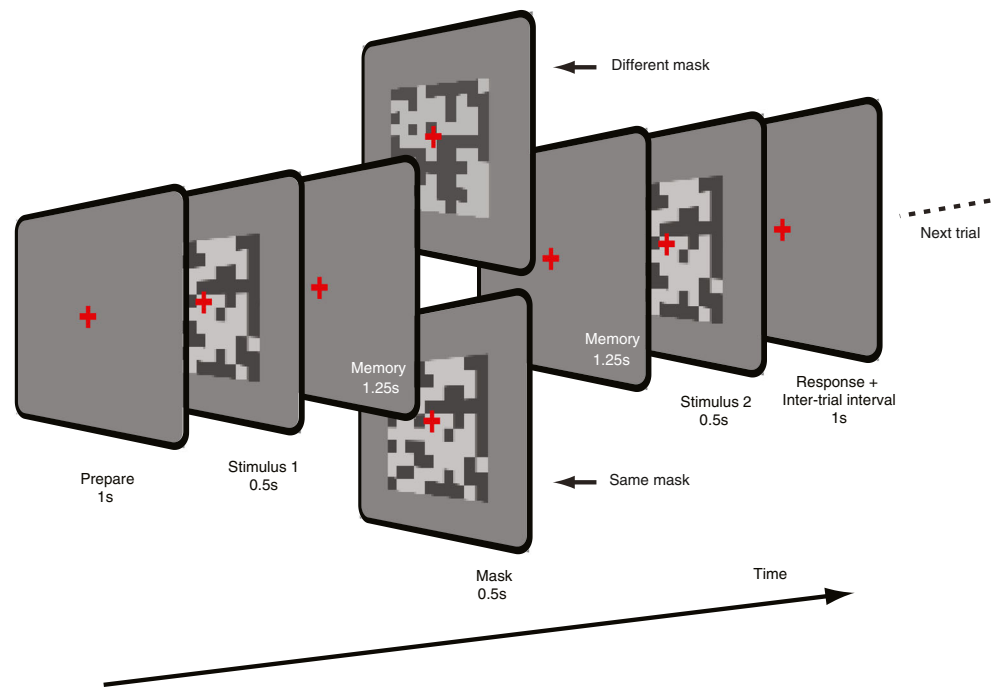 Different mask
Next trial
Memory
1.25s
Memory
1.25s
Prepare
1s
Stimulus 1
0.5s
Same mask
Stimulus 2
0.5s
Response +
Inter-trial interval
1s
Mask
0.5s
Time